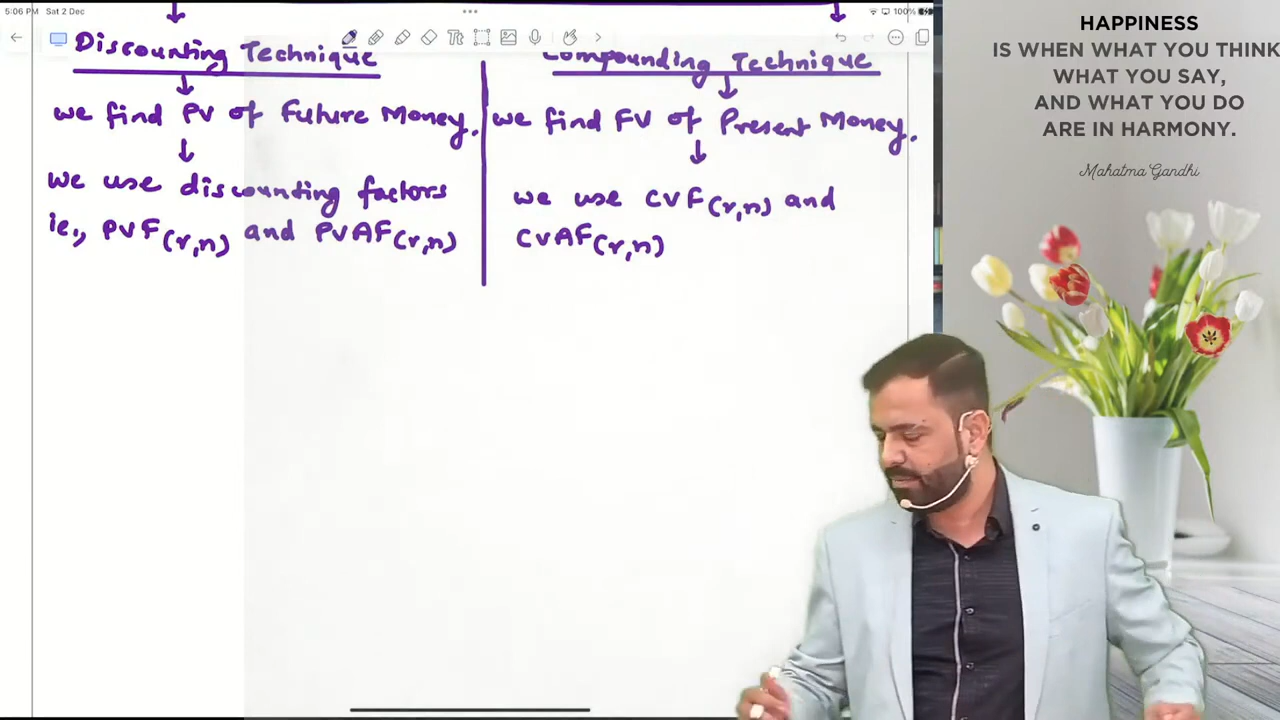 5:06 PM Sat 2 Dec
100%
Discounting Technique
we find PV of Future Money.
we use discounting factors
ie., PVF(r,n) and PVAF(r,n)
Compounding Technique
we find FV of Present Money.
we use CVF(r,n) and
CVAF(r,n)
HAPPINESS
IS WHEN WHAT YOU THINK
WHAT YOU SAY,
AND WHAT YOU DO
ARE IN HARMONY.
Mahatma Gandhi